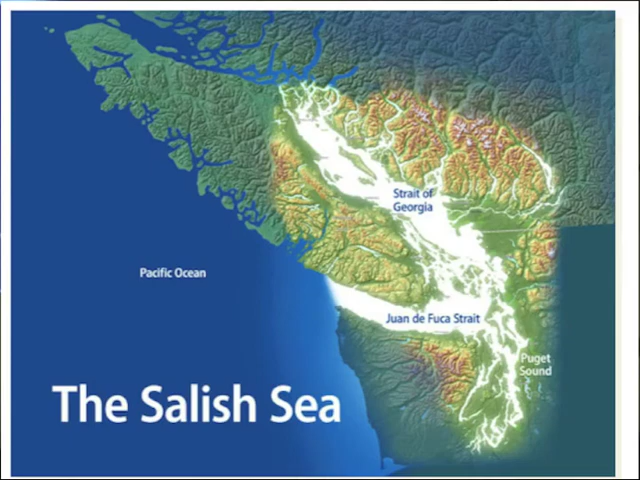 Strait of
Georgia
Pacific Ocean
Juan de Fuca Strait
Puget
Sound
The Salish Sea